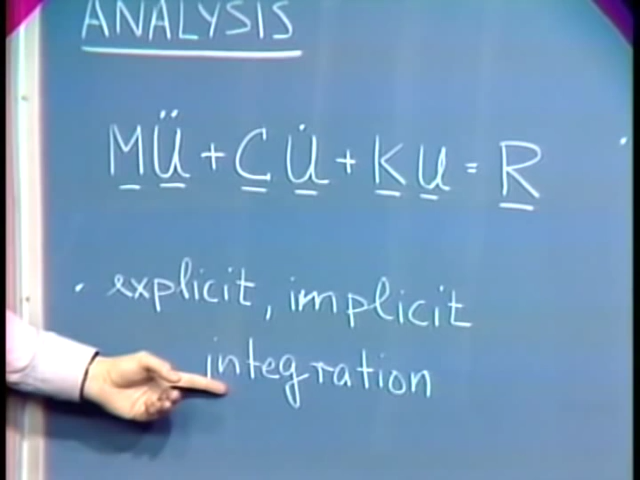 ANALYSIS
MÜ + CU̇ + KU = R
• explicit, implicit
integration